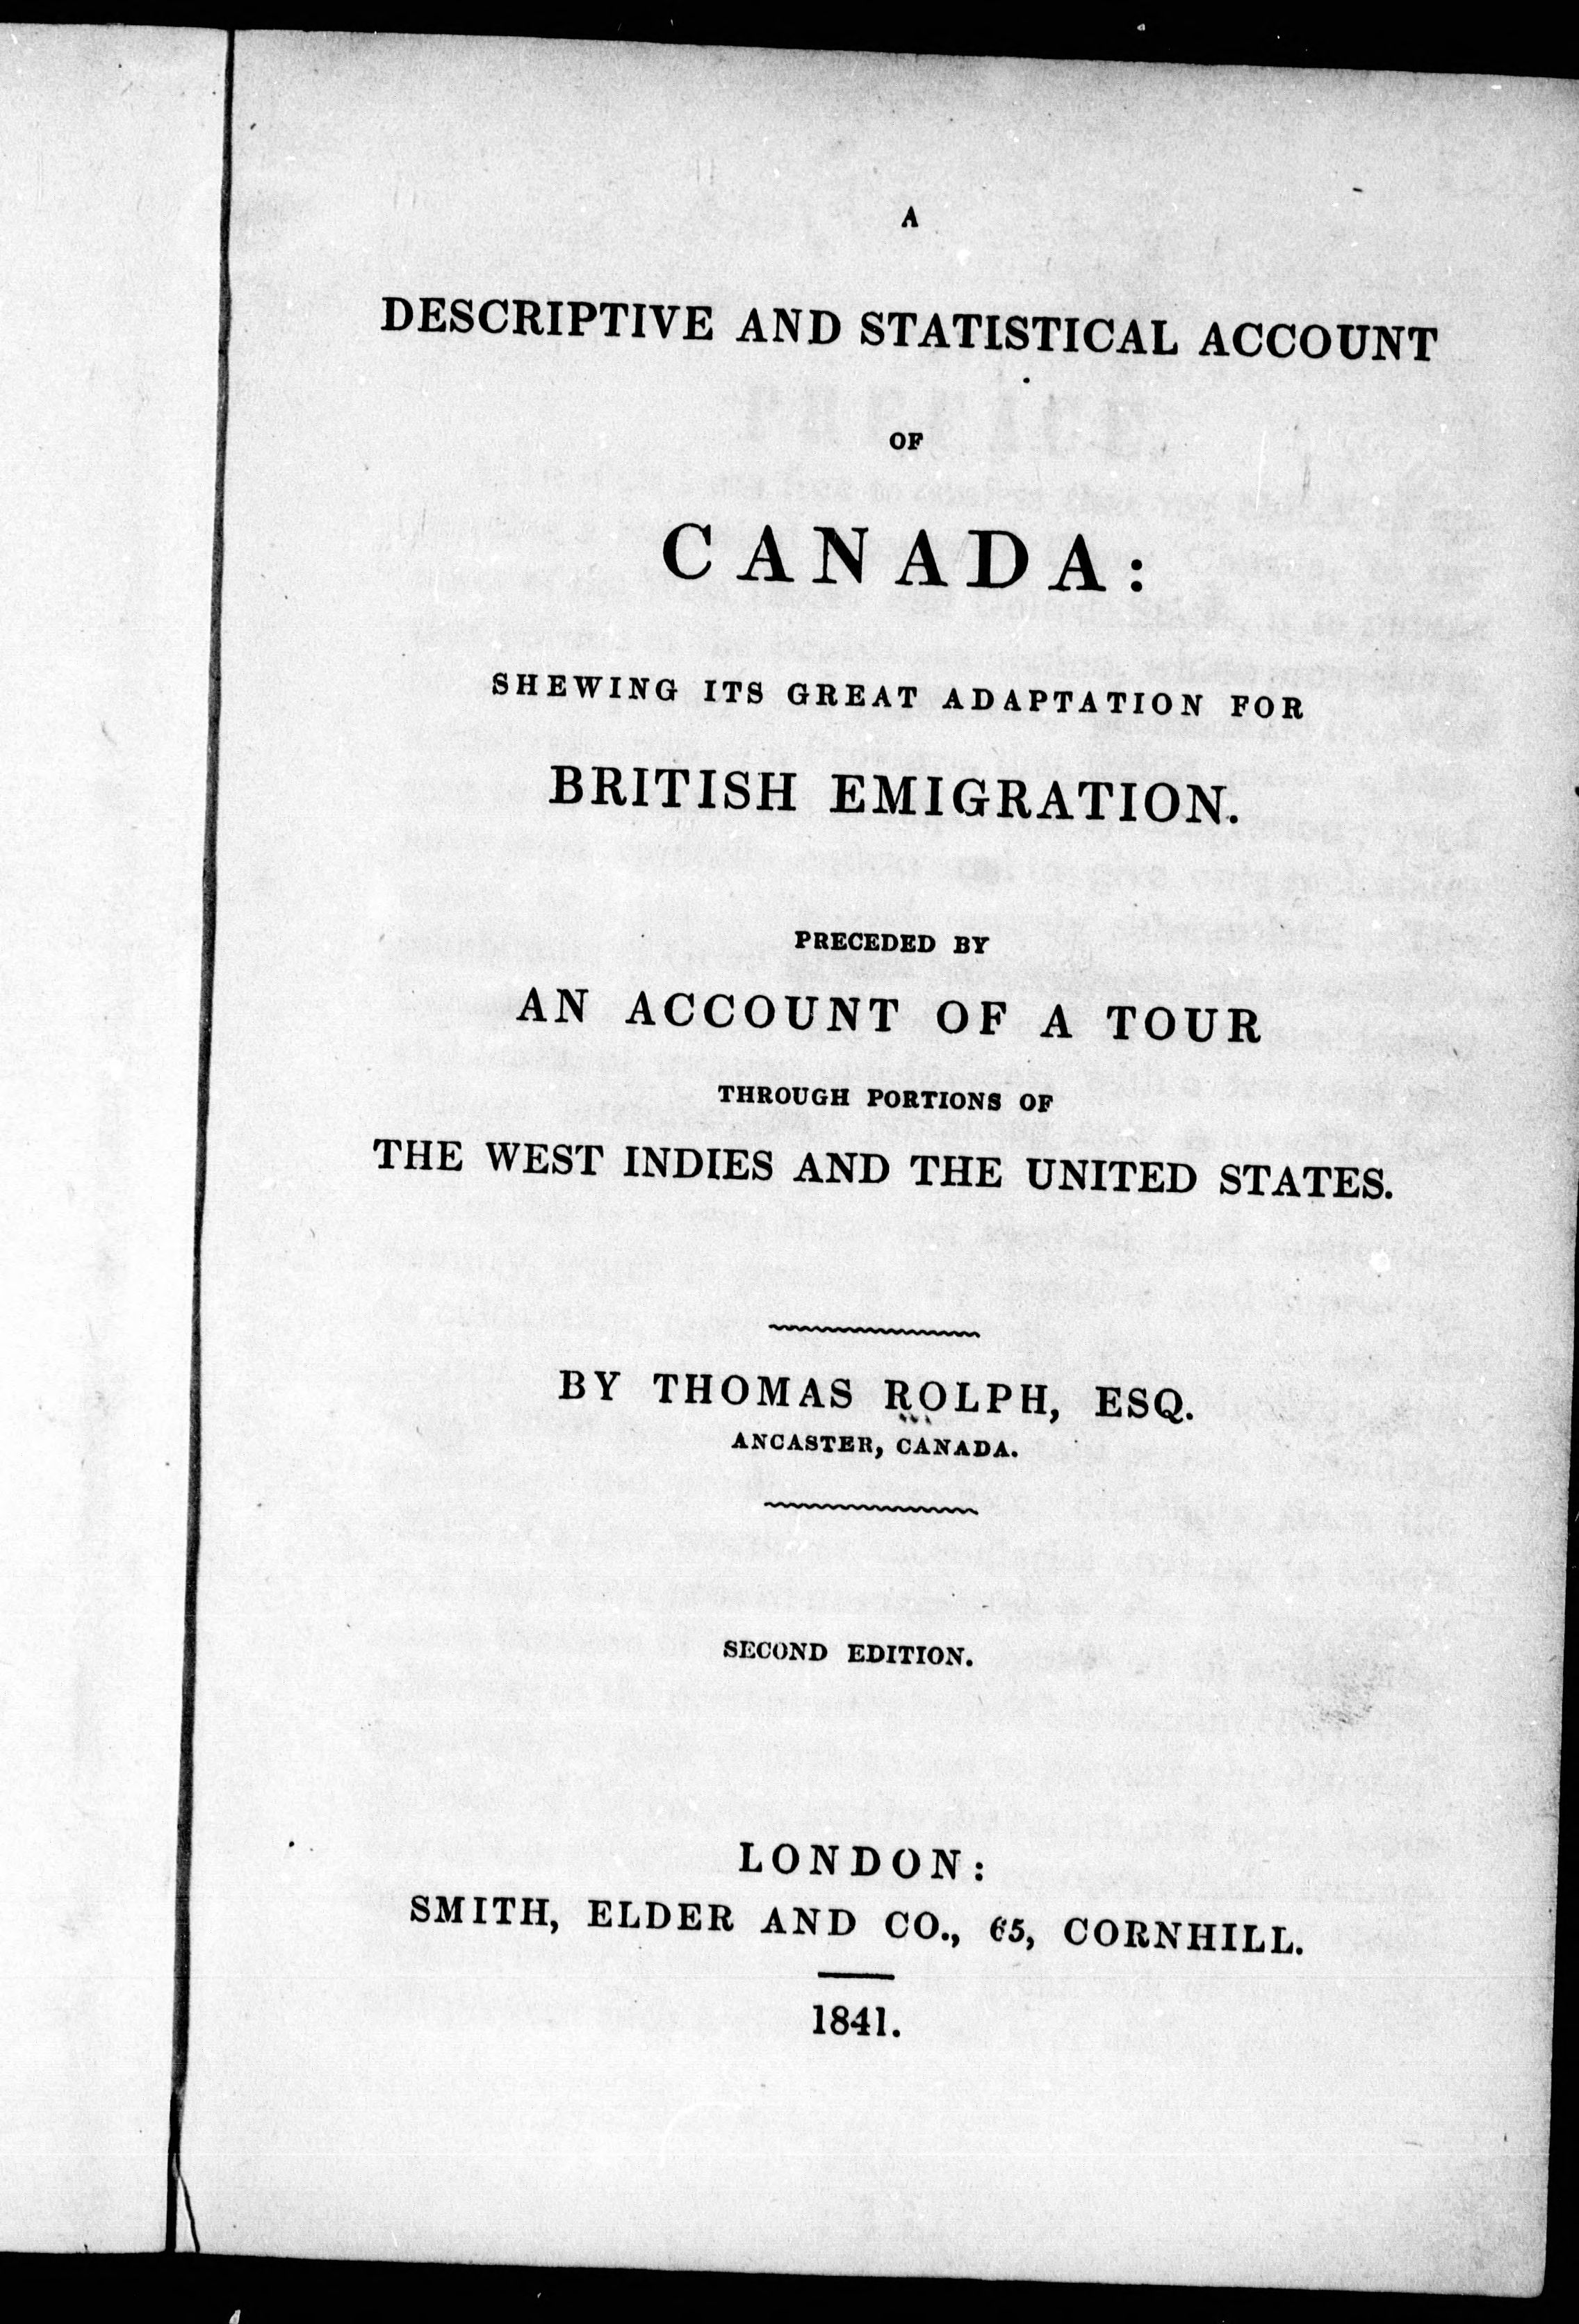 A
DESCRIPTIVE AND STATISTICAL ACCOUNT
OF
CANADA:
SHEWING ITS GREAT ADAPTATION FOR
BRITISH EMIGRATION.
PRECEDED BY
AN ACCOUNT OF A TOUR
THROUGH PORTIONS OF
THE WEST INDIES AND THE UNITED STATES.
BY THOMAS ROLPH, ESQ.
ANCASTER, CANADA.
SECOND EDITION.
LONDON:
SMITH, ELDER AND CO., 65, CORNHILL.
1841.